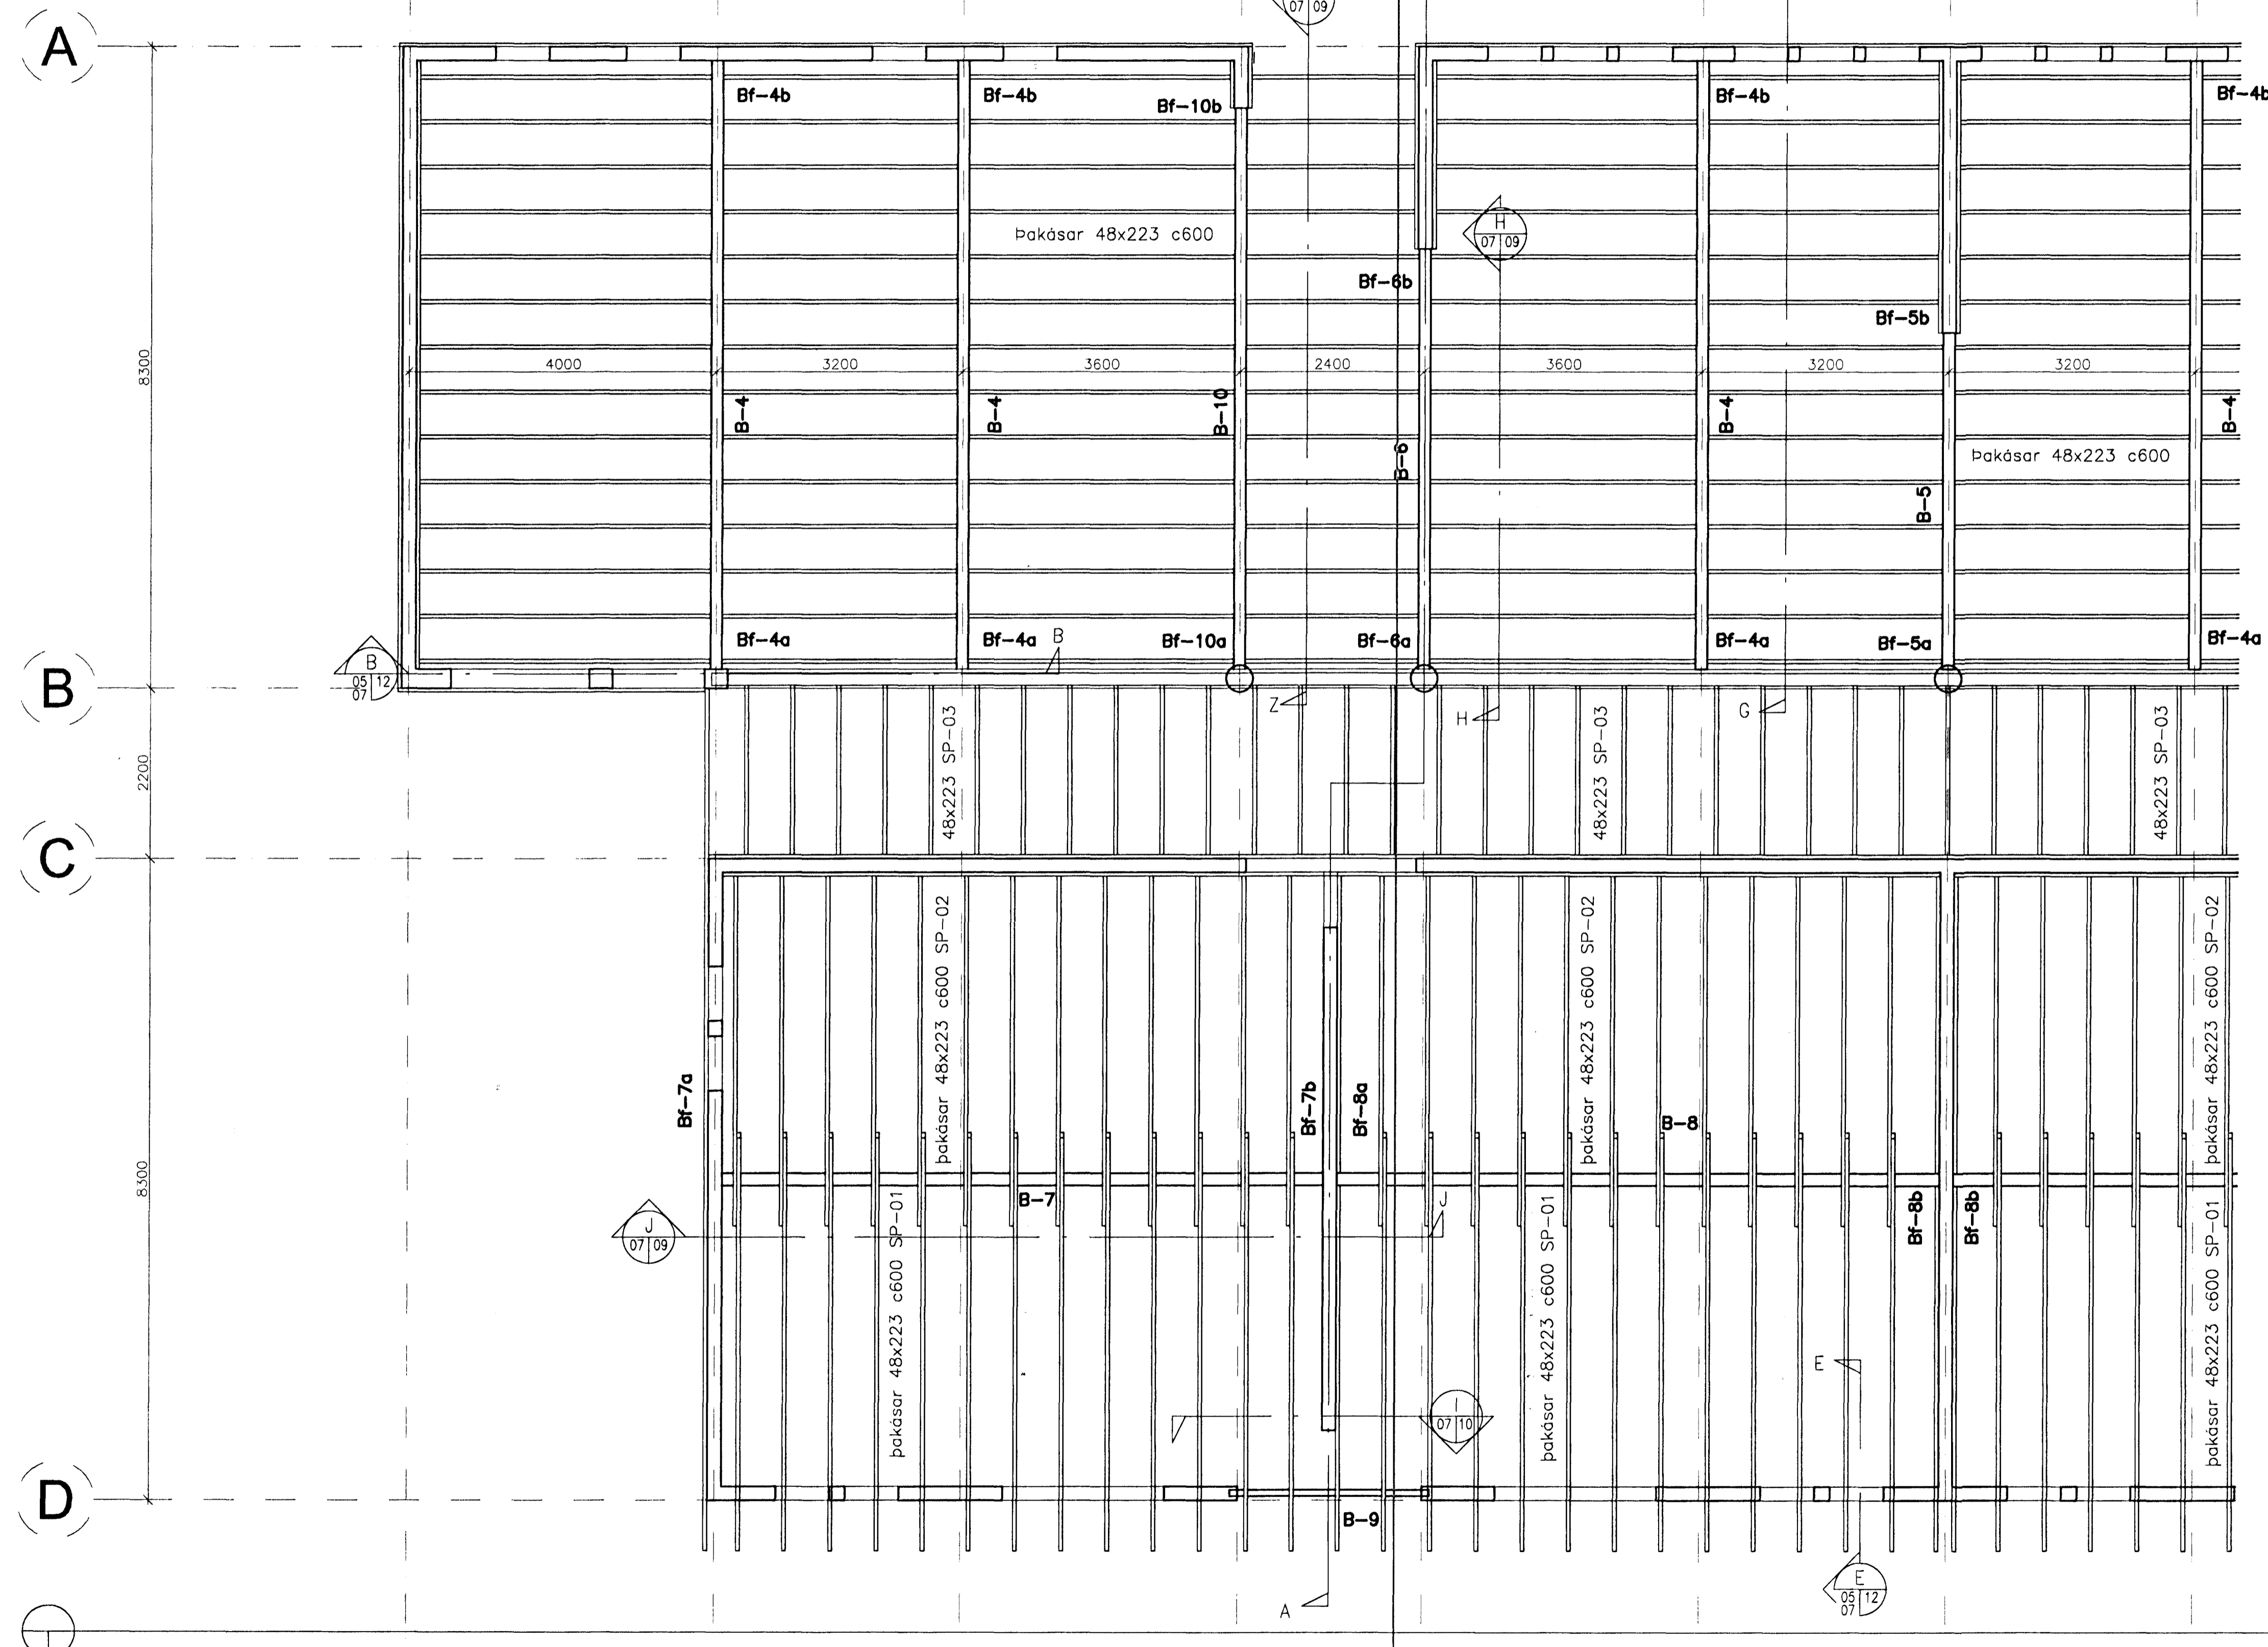 07 09
A
Bf-4b
Bf-4b
Bf-10b
Bf-4b
Bf-4b
Þakásar 48x223 c600
H
07 09
Bf-6b
Bf-5b
8300
4000
3200
3600
2400
3600
3200
3200
B-4
B-4
B-10
B-6
B-4
B-5
B-4
Þakásar 48x223 c600
Bf-4a
Bf-4a
B
Bf-10a
Bf-6a
Bf-4a
Bf-5a
Bf-4a
B
05 12
07
B
Z
H
G
2200
48x223 SP-03
48x223 SP-03
48x223 SP-03
C
þakásar 48x223 c600 SP-02
þakásar 48x223 c600 SP-02
þakásar 48x223 c600 SP-02
Bf-7a
Bf-7b
Bf-8a
B-8
8300
B-7
J
Bf-8b
Bf-8b
J
07 09
þakásar 48x223 c600 SP-01
þakásar 48x223 c600 SP-01
þakásar 48x223 c600 SP-01
E
I
07 10
D
B-9
A
E
05 12
07